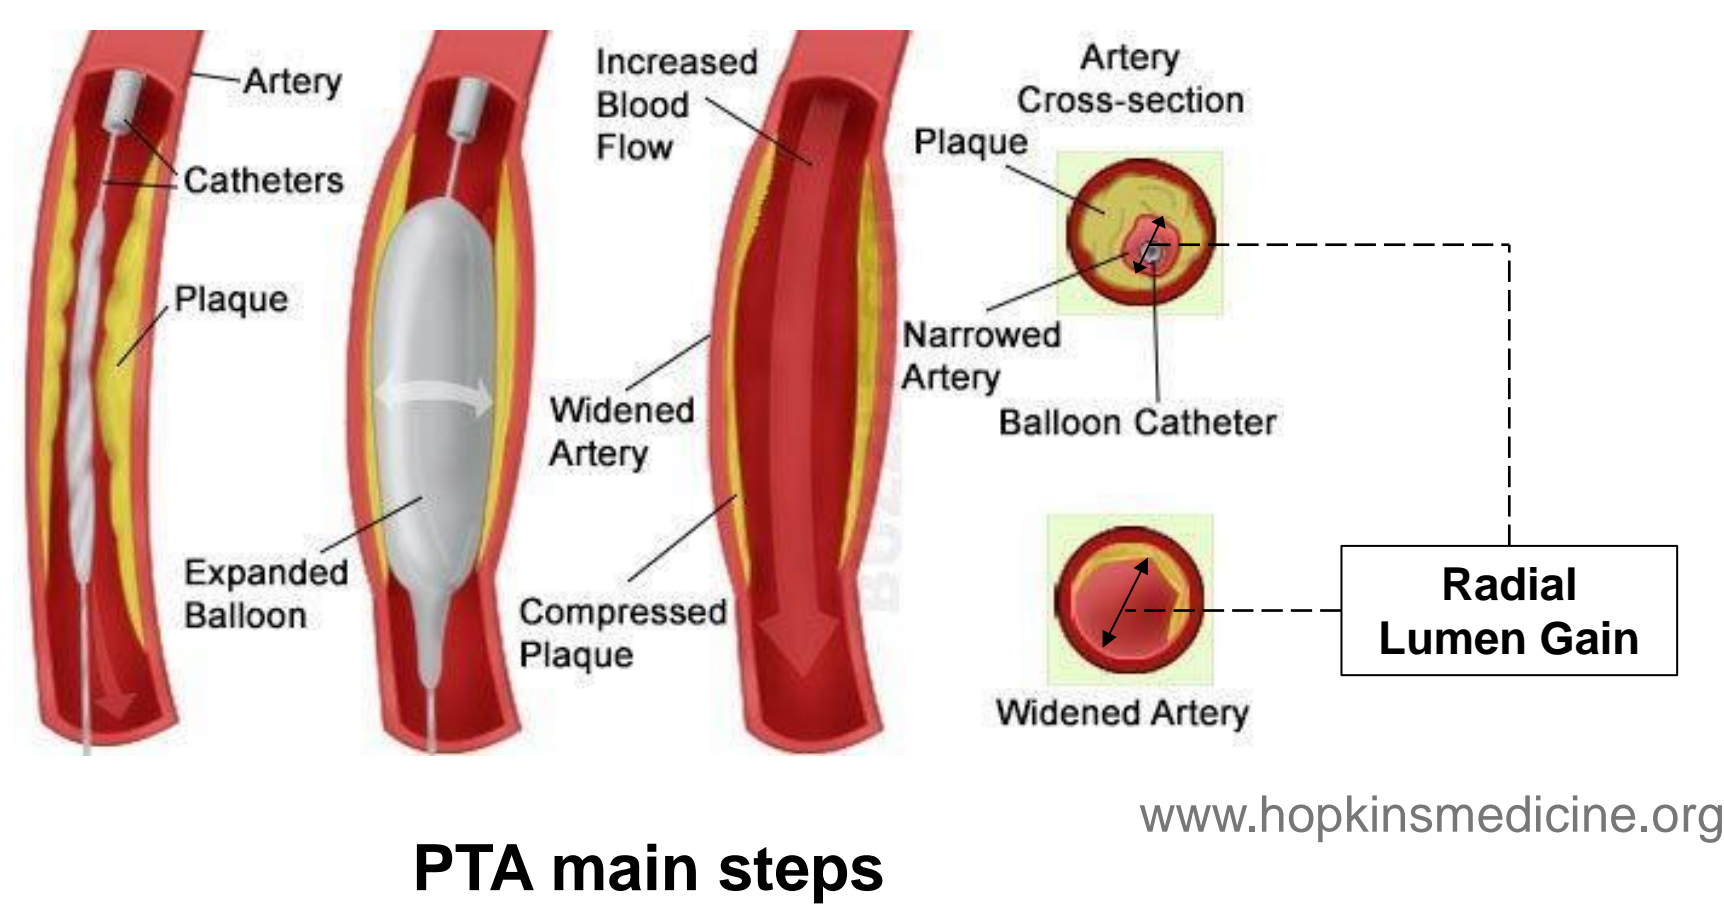 Artery
Catheters
Plaque
Expanded
Balloon
Increased
Blood
Flow
Widened
Artery
Compressed
Plaque
Artery
Cross-section
Plaque
Narrowed
Artery
Balloon Catheter
Widened Artery
Radial
Lumen Gain
www.hopkinsmedicine.org
PTA main steps